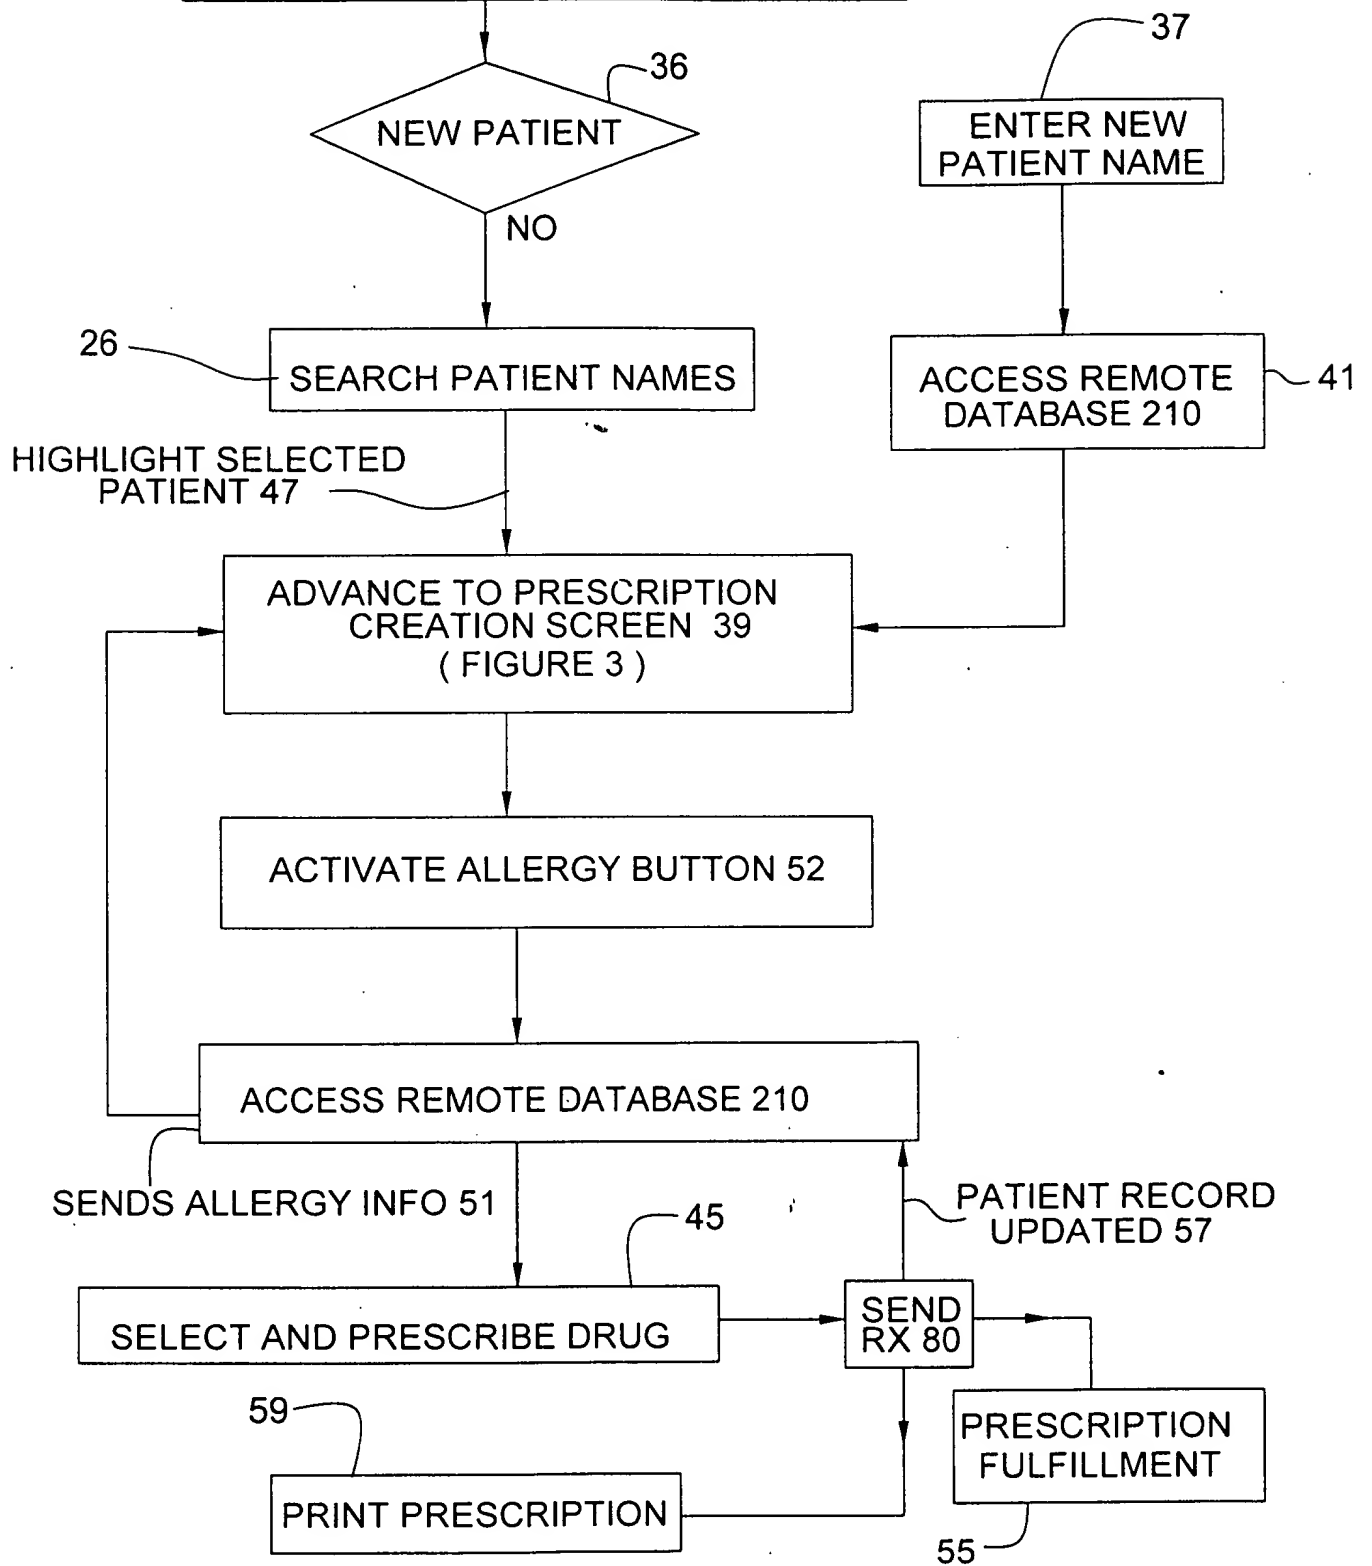 37
36
NEW PATIENT
ENTER NEW
PATIENT NAME
NO
26
SEARCH PATIENT NAMES
ACCESS REMOTE
DATABASE 210
41
HIGHLIGHT SELECTED
PATIENT 47
ADVANCE TO PRESCRIPTION
CREATION SCREEN 39
( FIGURE 3 )
ACTIVATE ALLERGY BUTTON 52
ACCESS REMOTE DATABASE 210
SENDS ALLERGY INFO 51
PATIENT RECORD
UPDATED 57
45
SELECT AND PRESCRIBE DRUG
SEND
RX 80
59
PRINT PRESCRIPTION
PRESCRIPTION
FULFILLMENT
55